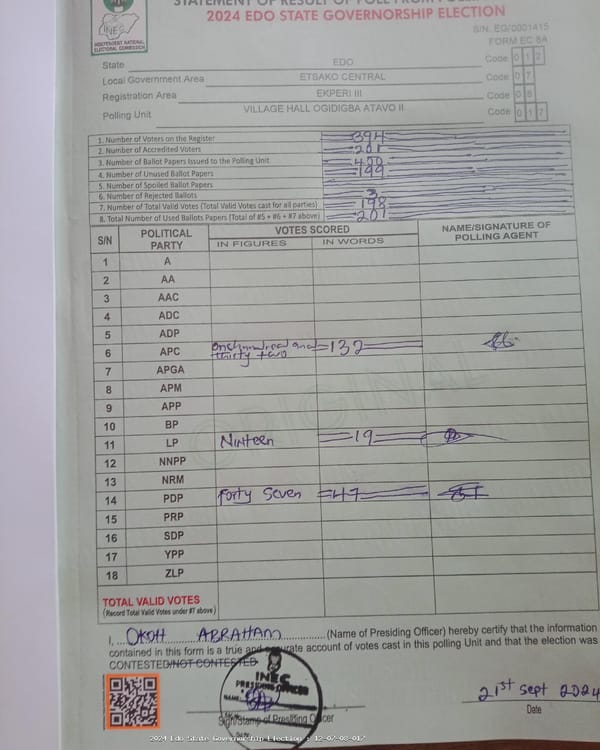 STATEMENT OF RESULT OF POLL FROM POLL
2024 EDO STATE GOVERNORSHIP ELECTION
INEC
INDEPENDENT NATIONAL
ELECTORAL COMMISSION
S/N. EG/0001415
FORM EC 8A
State EDO Code 0 1 2
Local Government Area ETSAKO CENTRAL Code 0 7
Registration Area EKPERI III Code 0 8
Polling Unit VILLAGE HALL OGIDIGBA ATAVO II Code 0 1 7
1. Number of Voters on the Register 394
2. Number of Accredited Voters 201
3. Number of Ballot Papers Issued to the Polling Unit 400
4. Number of Unused Ballot Papers 199
5. Number of Spoiled Ballot Papers
6. Number of Rejected Ballots 3
7. Number of Total Valid Votes (Total Valid Votes cast for all parties) 198
8. Total Number of Used Ballots Papers (Total of #5 + #6 + #7 above) 201
S/N POLITICAL PARTY VOTES SCORED NAME/SIGNATURE OF POLLING AGENT
IN FIGURES IN WORDS
1 A
2 AA
3 AAC
4 ADC
5 ADP
6 APC One hundred and thirty two 132
7 APGA
8 APM
9 APP
10 BP
11 LP Ninteen 19
12 NNPP
13 NRM
14 PDP Forty Seven 47
15 PRP
16 SDP
17 YPP
18 ZLP
ORIGINAL
TOTAL VALID VOTES
(Record Total Valid Votes under #7 above)
I, OKOH ABRAHAM (Name of Presiding Officer) hereby certify that the information
contained in this form is a true and accurate account of votes cast in this polling Unit and that the election was
CONTESTED/NOT CONTESTED
INEC
PRESIDING OFFICER
NAME
Sign/Stamp of Presiding Officer
21st Sept 2024
Date
2024 Edo State Governorship Election : 12-07-08-017